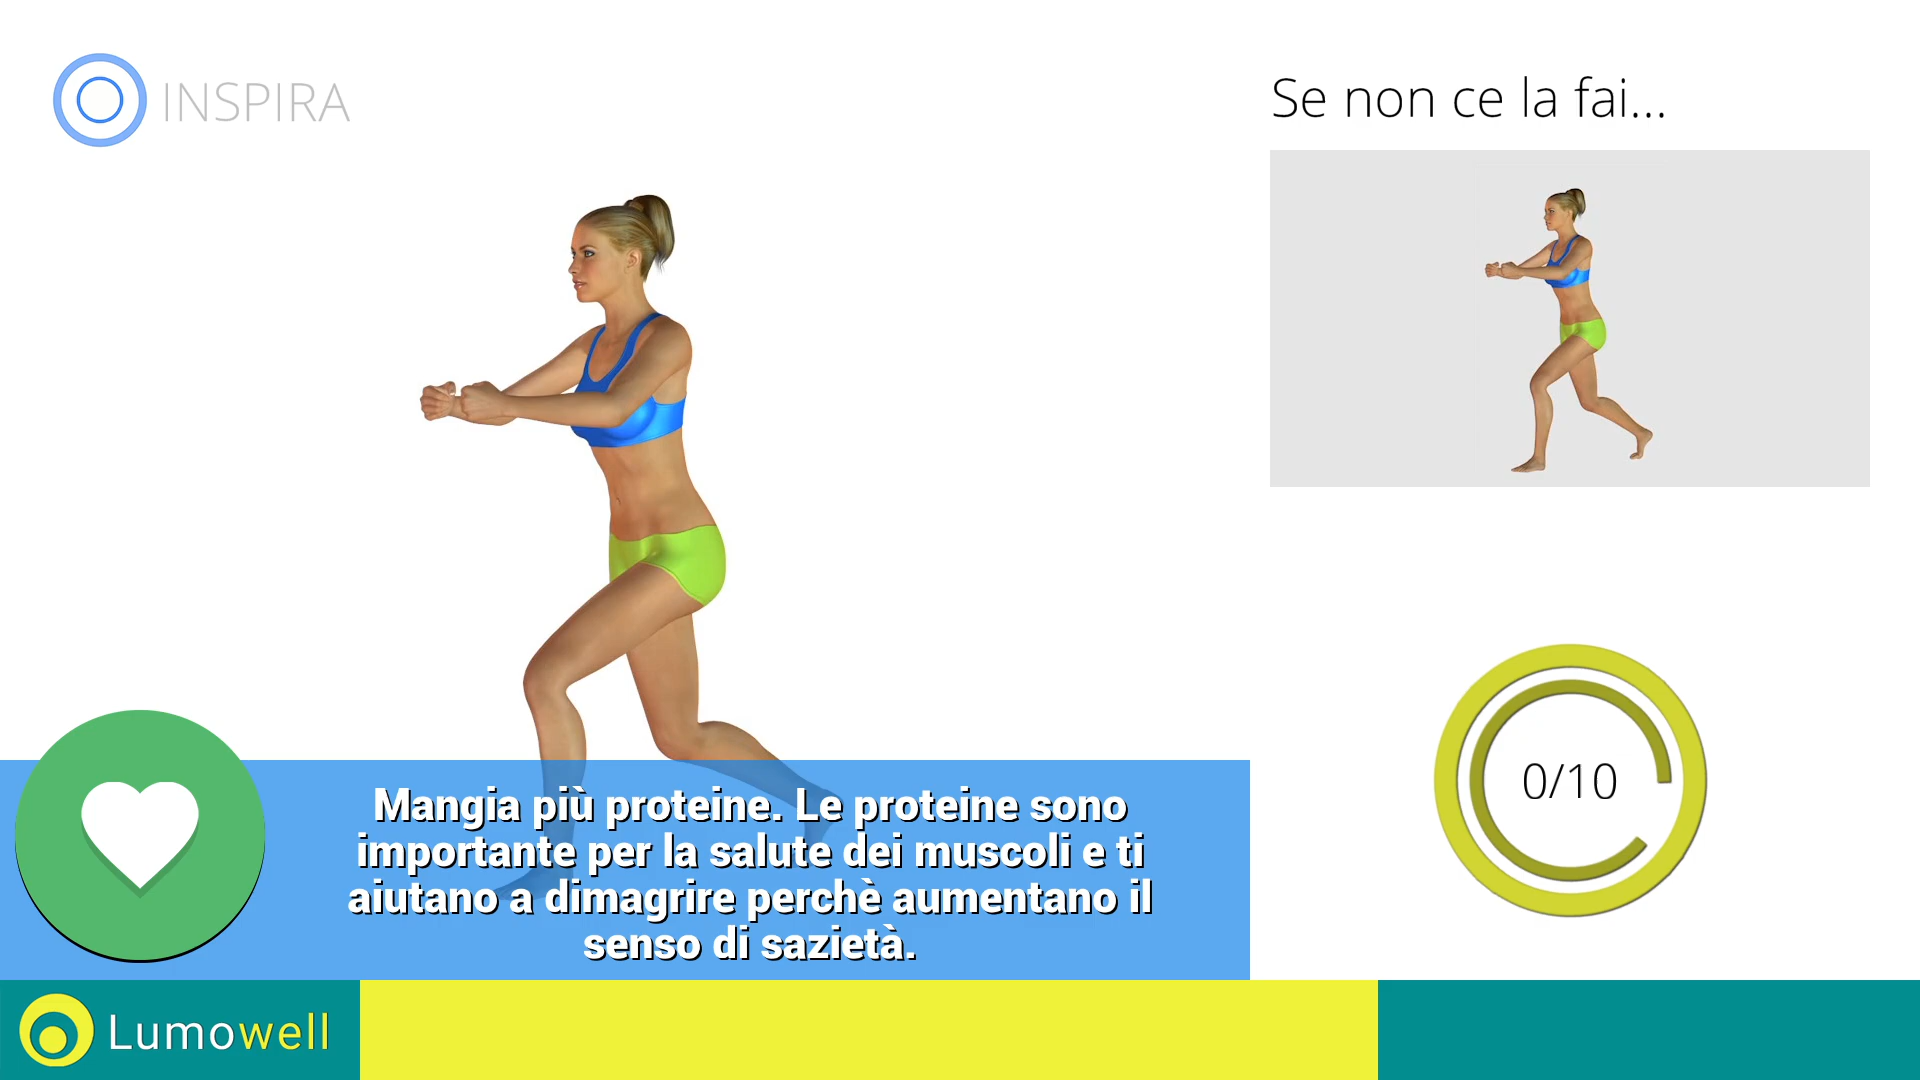 INSPIRA
Se non ce la fai...
0/10
Mangia più proteine. Le proteine sono
importante per la salute dei muscoli e ti
aiutano a dimagrire perchè aumentano il
senso di sazietà.
Lumowell